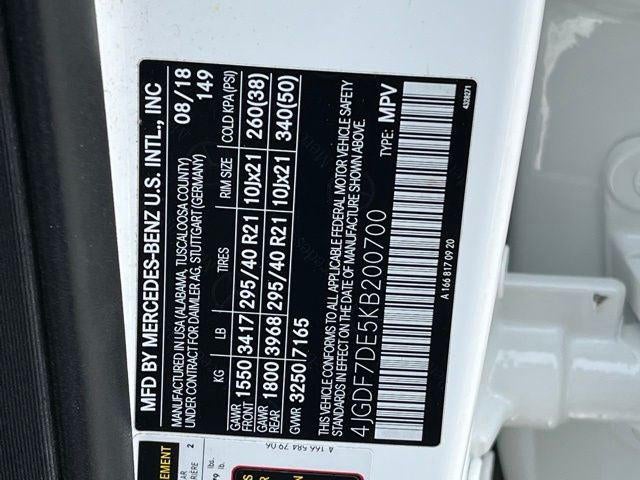 MFD BY MERCEDES-BENZ U.S. INTL., INC
MANUFACTURED IN USA (ALABAMA, TUSCALOOSA COUNTY)
UNDER CONTRACT FOR DAIMLER AG, STUTTGART (GERMANY)
08/18
149
KG LB TIRES RIM SIZE COLD KPA (PSI)
GAWR FRONT 1550 3417 295/40 R21 10Jx21 260(38)
GAWR REAR 1800 3968 295/40 R21 10Jx21 340(50)
GVWR 3250 7165
THIS VEHICLE CONFORMS TO ALL APPLICABLE FEDERAL MOTOR VEHICLE SAFETY
STANDARDS IN EFFECT ON THE DATE OF MANUFACTURE SHOWN ABOVE.
4JGDF7DE5KB200700
TYPE: MPV
A 166 817 09 20
4328271
A 166 584 79 06
2
lbs.
lb.